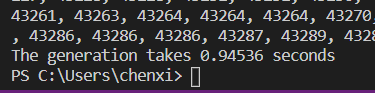 43261, 43263, 43264, 43264, 43264, 43270,
, 43286, 43286, 43286, 43287, 43289, 4328
The generation takes 0.94536 seconds
PS C:\Users\chenxi>